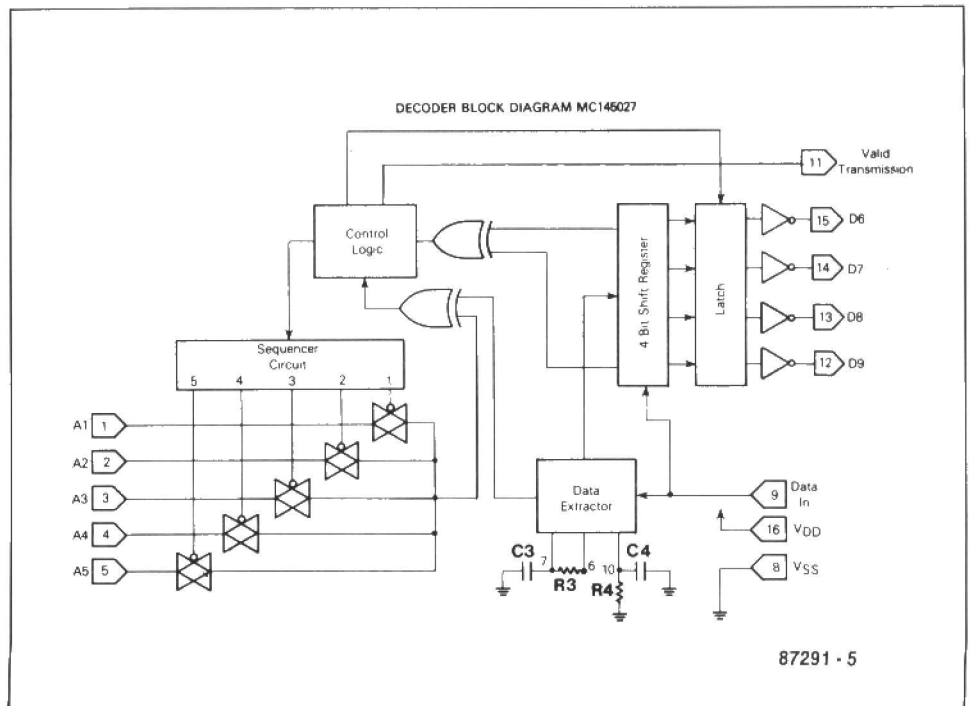 DECODER BLOCK DIAGRAM MC145027
11 Valid
Transmission
Control
Logic
4 Bit Shift Register
Latch
15 D6
14 D7
13 D8
12 D9
Sequencer
Circuit
5 4 3 2 1
A1 1
A2 2
A3 3
A4 4
A5 5
Data
Extractor
9 Data
In
16 VDD
8 VSS
C3 7 R3 6 10 R4 C4
87291 - 5